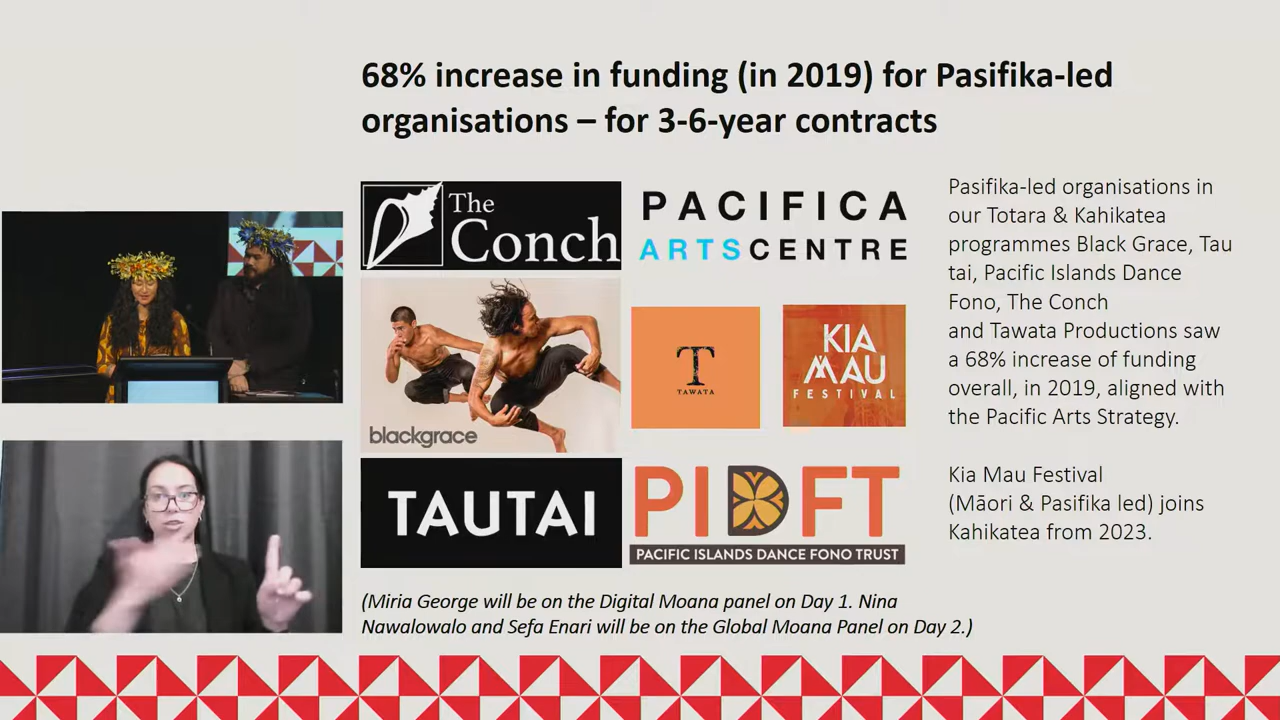 68% increase in funding (in 2019) for Pasifika-led
organisations – for 3-6-year contracts
The
Conch
PACIFICA
ARTSCENTRE
blackgrace
T
TAWATA
KIA
MAU
FESTIVAL
TAUTAI
PIDFT
PACIFIC ISLANDS DANCE FONO TRUST
Pasifika-led organisations in
our Totara & Kahikatea
programmes Black Grace, Tau
tai, Pacific Islands Dance
Fono, The Conch
and Tawata Productions saw
a 68% increase of funding
overall, in 2019, aligned with
the Pacific Arts Strategy.
Kia Mau Festival
(Māori & Pasifika led) joins
Kahikatea from 2023.
(Miria George will be on the Digital Moana panel on Day 1. Nina
Nawalowalo and Sefa Enari will be on the Global Moana Panel on Day 2.)